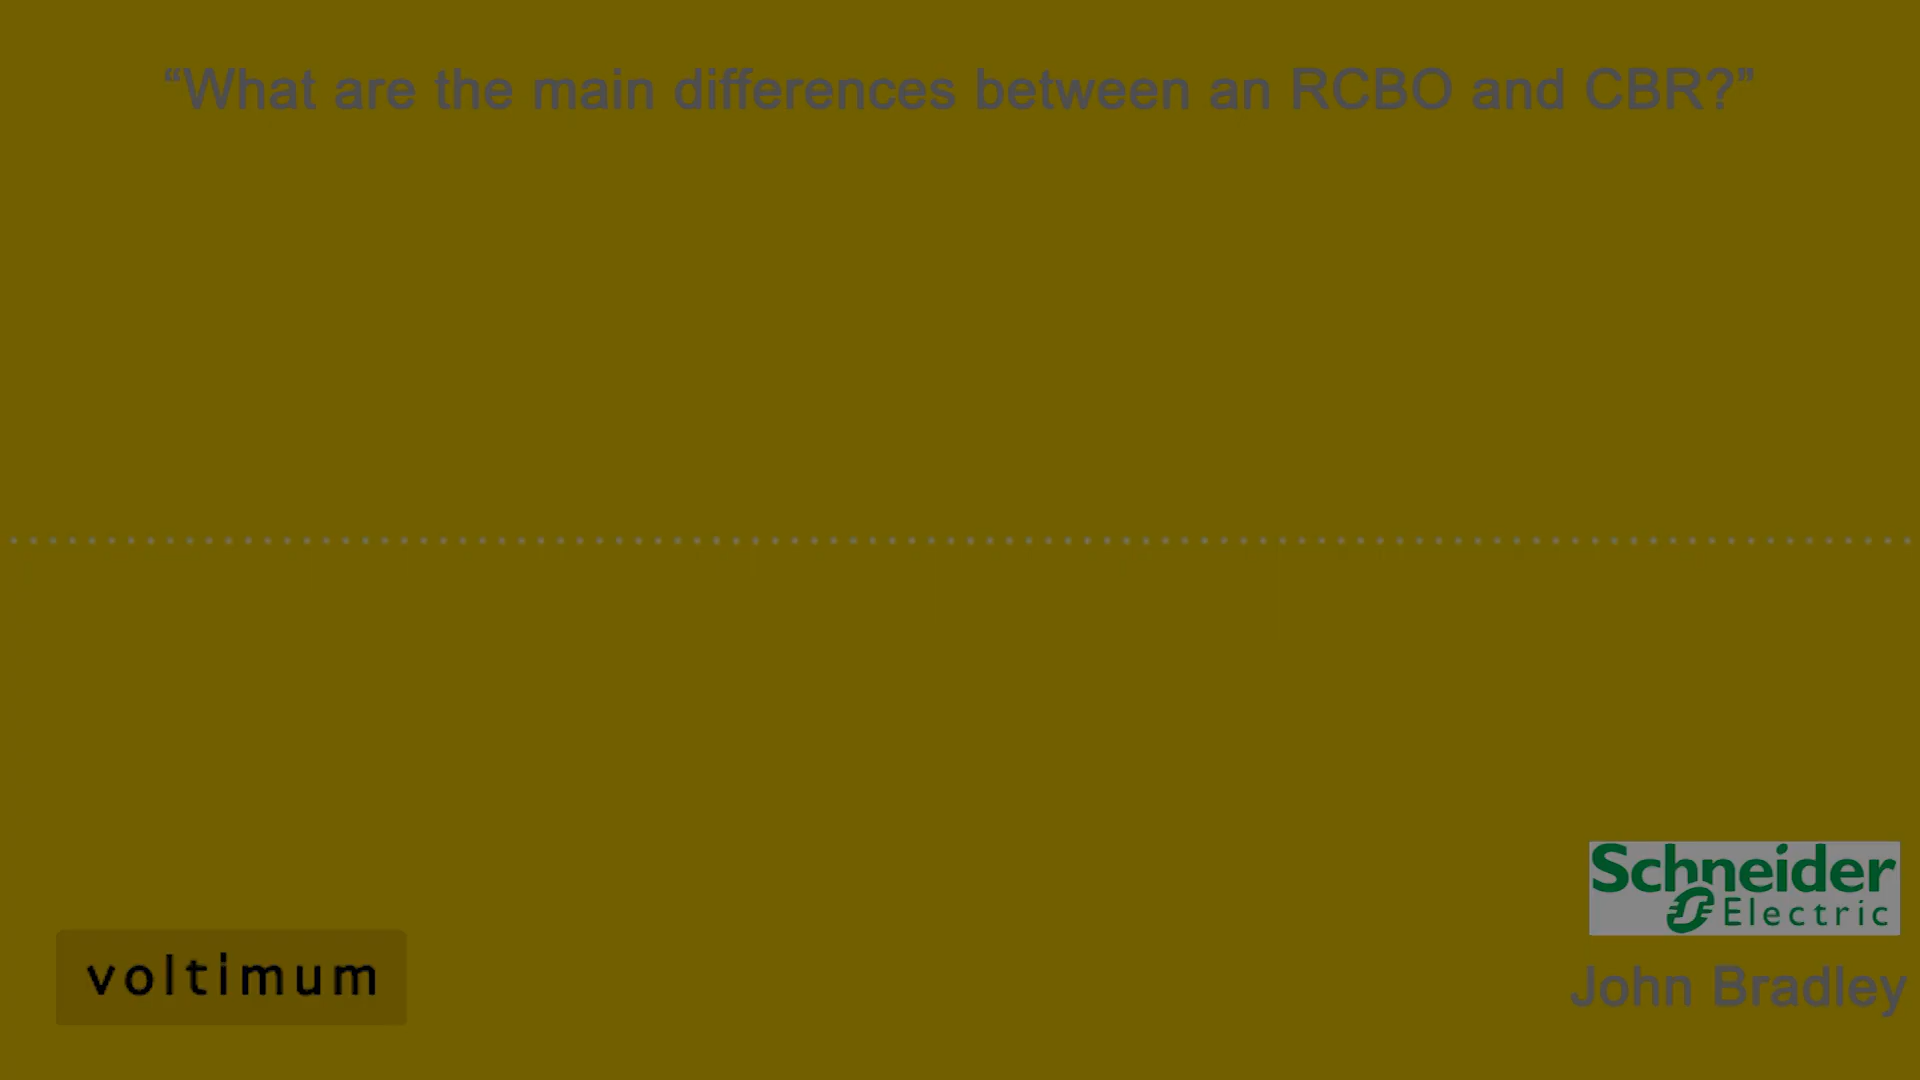 “What are the main differences between an RCBO and CBR?”
Schneider
Electric
voltimum
John Bradley